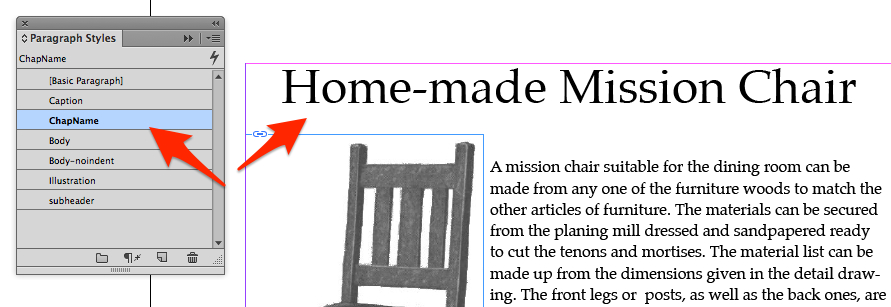 Paragraph Styles
ChapName
[Basic Paragraph]
Caption
ChapName
Body
Body-noindent
Illustration
subheader
Home-made Mission Chair
A mission chair suitable for the dining room can be
made from any one of the furniture woods to match the
other articles of furniture. The materials can be secured
from the planing mill dressed and sandpapered ready
to cut the tenons and mortises. The material list can be
made up from the dimensions given in the detail draw-
ing. The front legs or  posts, as well as the back ones, are